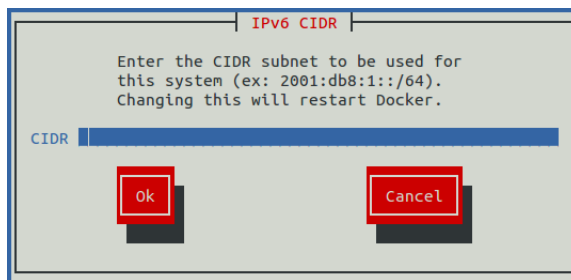 IPv6 CIDR
Enter the CIDR subnet to be used for
this system (ex: 2001:db8:1::/64).
Changing this will restart Docker.
CIDR
Ok
Cancel